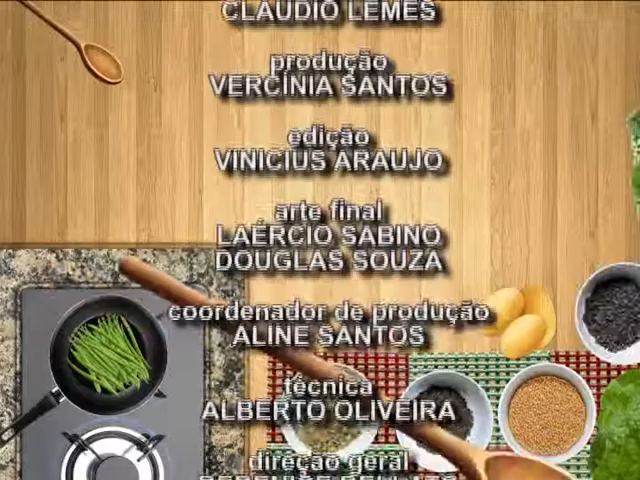 CLAUDIO LEMES
produção
VERCÍNIA SANTOS
edição
VINICIUS ARAUJO
arte final
LAÉRCIO SABINO
DOUGLAS SOUZA
coordenador de produção
ALINE SANTOS
técnica
ALBERTO OLIVEIRA
direção geral